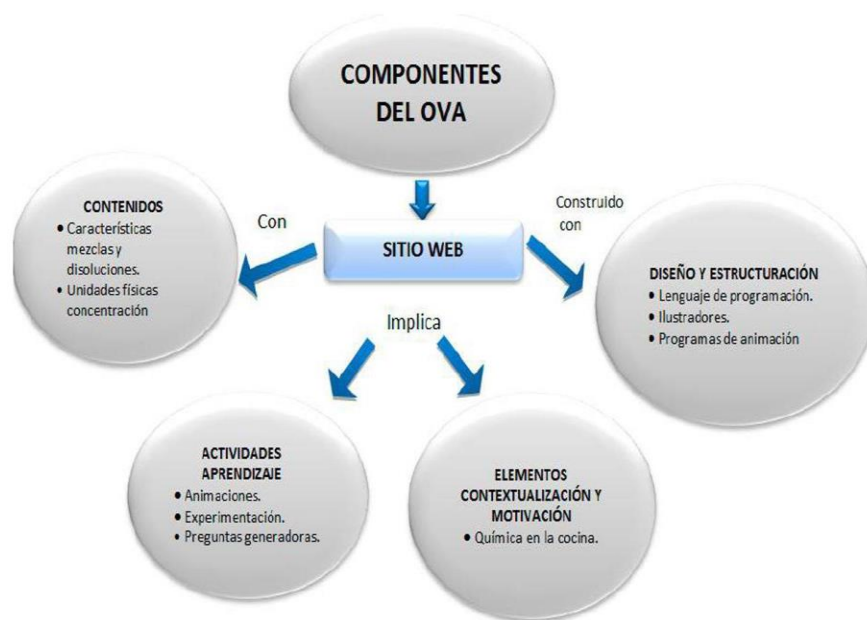 COMPONENTES
DEL OVA
Con
SITIO WEB
Construido
con
CONTENIDOS
• Características
mezclas y
disoluciones.
• Unidades físicas
concentración
DISEÑO Y ESTRUCTURACIÓN
• Lenguaje de programación.
• Ilustradores.
• Programas de animación
Implica
ACTIVIDADES
APRENDIZAJE
• Animaciones.
• Experimentación.
• Preguntas generadoras.
ELEMENTOS
CONTEXTUALIZACIÓN Y
MOTIVACIÓN
• Química en la cocina.